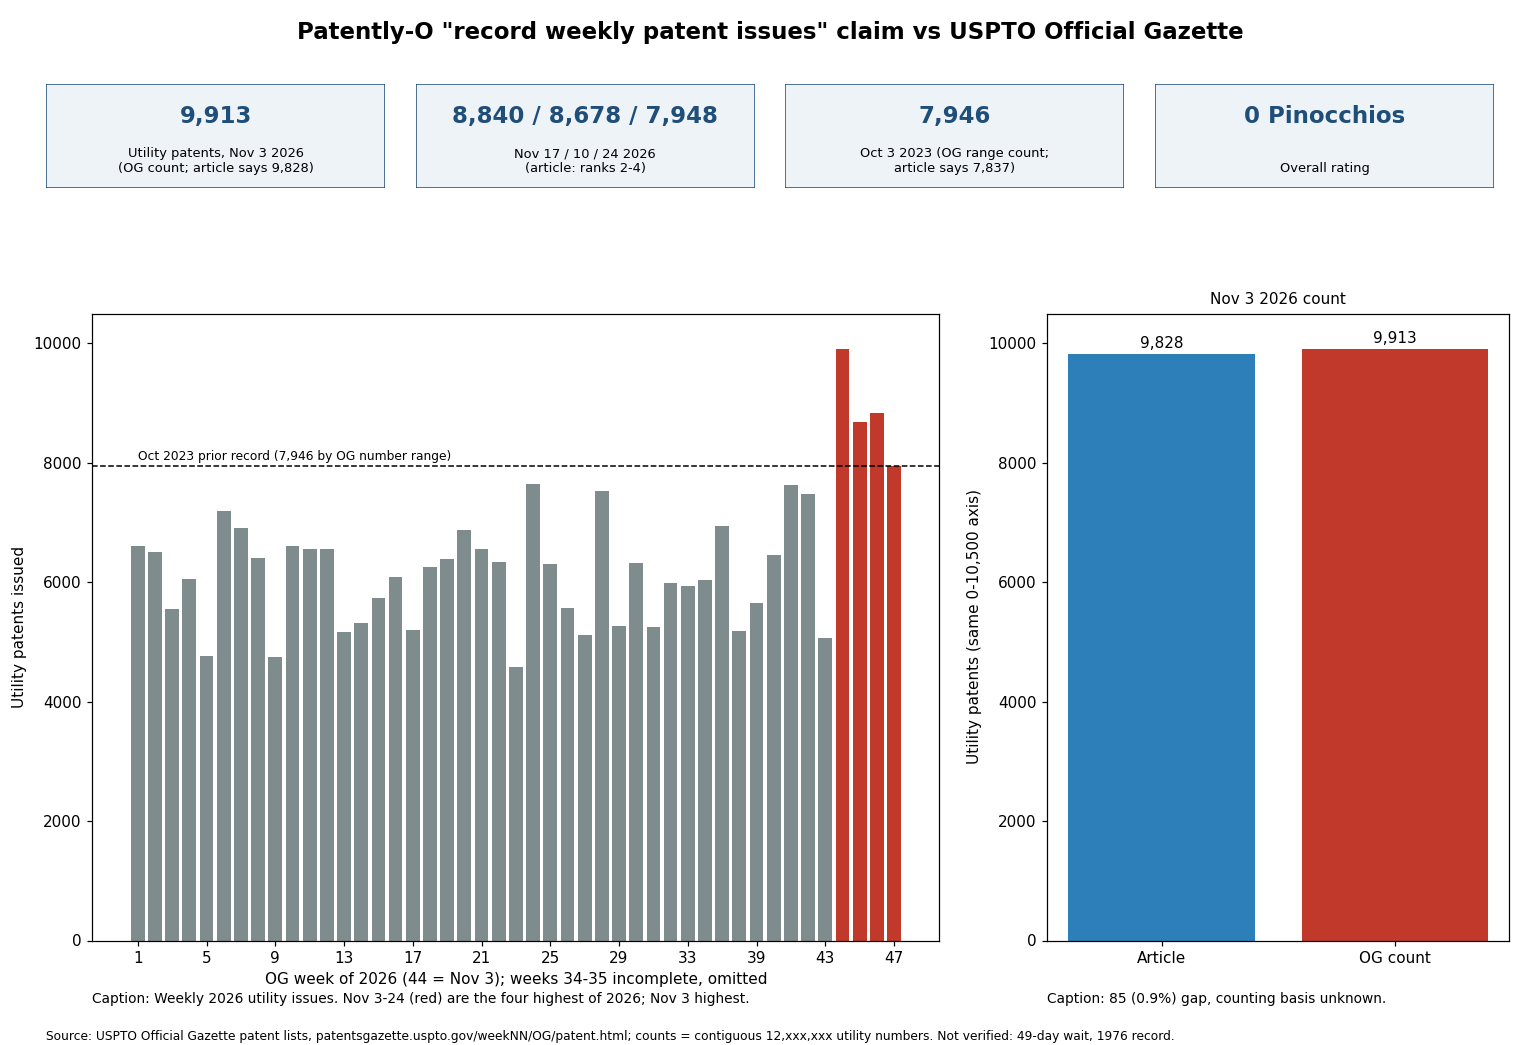 Patently-O "record weekly patent issues" claim vs USPTO Official Gazette
9,913
Utility patents, Nov 3 2026
(OG count; article says 9,828)
8,840 / 8,678 / 7,948
Nov 17 / 10 / 24 2026
(article: ranks 2-4)
7,946
Oct 3 2023 (OG range count;
article says 7,837)
0 Pinocchios
Overall rating
Utility patents issued
10000
8000
6000
4000
2000
0
Oct 2023 prior record (7,946 by OG number range)
1 5 9 13 17 21 25 29 33 39 43 47
OG week of 2026 (44 = Nov 3); weeks 34-35 incomplete, omitted
Caption: Weekly 2026 utility issues. Nov 3-24 (red) are the four highest of 2026; Nov 3 highest.
Nov 3 2026 count
Utility patents (same 0-10,500 axis)
10000
8000
6000
4000
2000
0
9,828
9,913
Article OG count
Caption: 85 (0.9%) gap, counting basis unknown.
Source: USPTO Official Gazette patent lists, patentsgazette.uspto.gov/weekNN/OG/patent.html; counts = contiguous 12,xxx,xxx utility numbers. Not verified: 49-day wait, 1976 record.